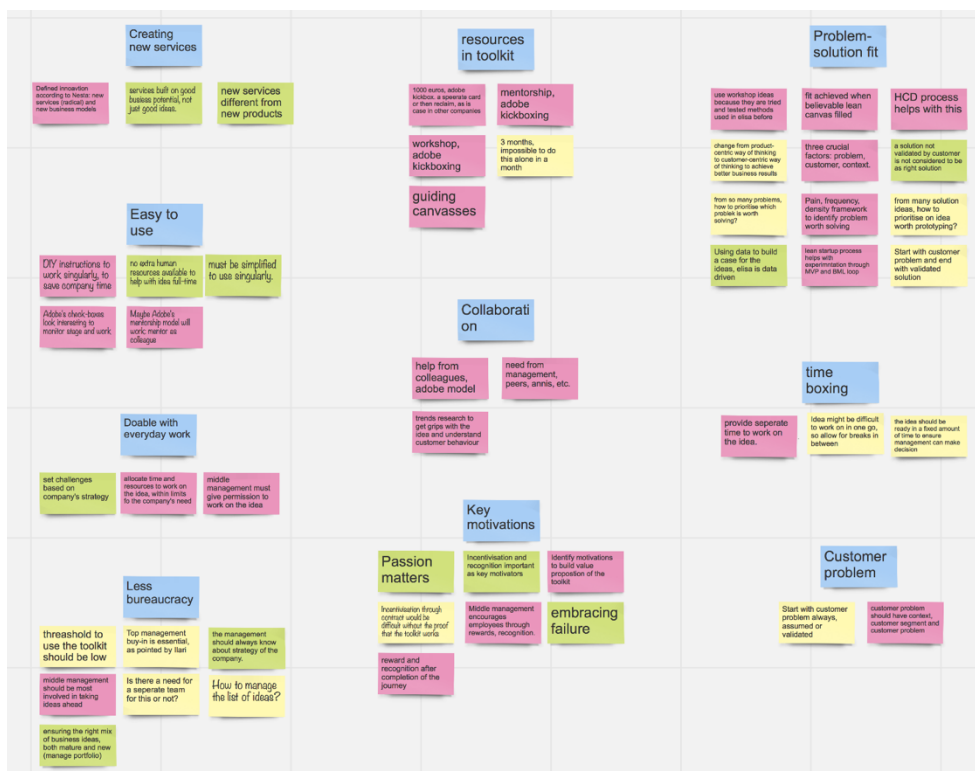 Creating
new services
Defined innoavtion
according to Nesta: new
services (radical) and
new business models
services built on good
business potential, not
just good ideas.
new services
different from
new products
Easy to
use
DIY instructions to
work singularly, to
save company time
no extra human
resources available to
help with idea full-time
must be simplified
to use singularly.
Adobe's check-boxes
look interesting to
monitor stage and work
Maybe Adobe's
mentorship model will
work: mentor as
colleague
Doable with
everyday work
set challenges
based on
company's strategy
allocate time and
resources to work on
the idea, within limits
fo the company's need
middle
management must
give permission to
work on the idea
Less
bureaucracy
threashold to
use the toolkit
should be low
Top management
buy-in is essential,
as pointed by Ilari
the management
should always know
about strategy of the
company.
middle management
should be most
involved in taking
ideas ahead
Is there a need for
a seperate team
for this or not?
How to manage
the list of ideas?
ensuring the right mix
of business ideas,
both mature and new
(manage portfolio)
resources
in toolkit
1000 euros, adobe
kickbox. a speerate card
or then reclaim, as is
case in other companies
mentorship,
adobe
kickboxing
workshop,
adobe
kickboxing
3 months,
impossible to do
this alone in a
month
guiding
canvasses
Collaborati
on
help from
colleagues,
adobe model
need from
management,
peers, annis, etc.
trends research to
get grips with the
idea and understand
customer behaviour
Key
motivations
Passion
matters
Incentivisation and
recognition important
as key motivators
Identify motivations
to build value
propostion of the
toolkit
Incentivisation through
contract would be
difficult without the proof
that the toolkit works
Middle management
encourages
employees through
rewards, recognition.
embracing
failure
reward and
recognition after
completion of the
journey
Problem-
solution fit
use workshop ideas
because they are tried
and tested methods
used in elisa before
fit achieved when
believable lean
canvas filled
HCD process
helps with this
change from product-
centric way of thinking
to customer-centric way
of thinking to achieve
better business results
three crucial
factors: problem,
customer, context.
a solution not
validated by customer
is not considered to be
as right solution
from so many problems,
how to prioritise which
problek is worth
solving?
Pain, frequency,
density framework
to identify problem
worth solving
from many solution
ideas, how to
prioritise on idea
worth prototyping?
Using data to build
a case for the
ideas, elisa is data
driven
lean startup process
helps with
experimntation through
MVP and BML loop
Start with customer
problem and end
with validated
solution
time
boxing
provide seperate
time to work on
the idea.
Idea might be difficult
to work on in one go,
so allow for breaks in
between
the idea should be
ready in a fixed amount
of time to ensure
management can make
decision
Customer
problem
Start with customer
problem always,
assumed or
validated
customer problem
should have context,
customer segment and
customer problem